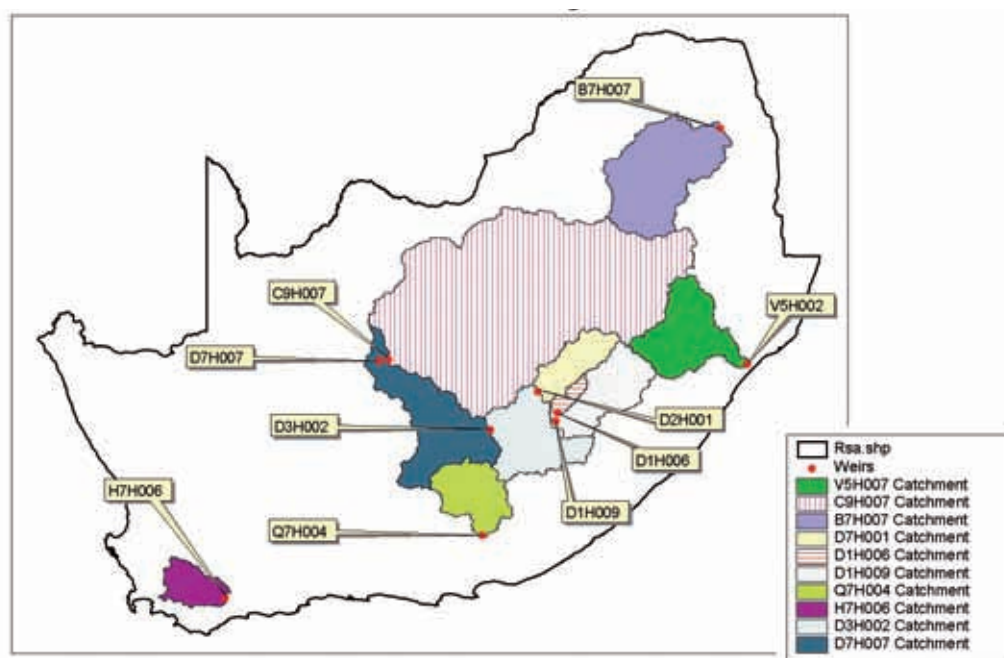 B7H007
C9H007
V5H002
D7H007
D3H002
D2H001
D1H006
H7H006
D1H009
Q7H004
Rsa.shp
Weirs
V5H007 Catchment
C9H007 Catchment
B7H007 Catchment
D7H001 Catchment
D1H006 Catchment
D1H009 Catchment
Q7H004 Catchment
H7H006 Catchment
D3H002 Catchment
D7H007 Catchment